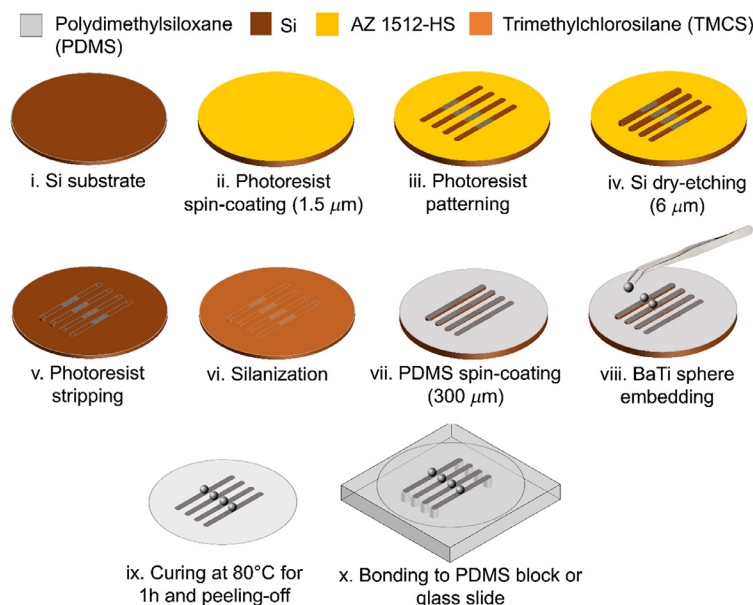 Polydimethylsiloxane
(PDMS)
Si
AZ 1512-HS
Trimethylchlorosilane (TMCS)
i. Si substrate
ii. Photoresist
spin-coating (1.5 μm)
iii. Photoresist
patterning
iv. Si dry-etching
(6 μm)
v. Photoresist
stripping
vi. Silanization
vii. PDMS spin-coating
(300 μm)
viii. BaTi sphere
embedding
ix. Curing at 80°C for
1h and peeling-off
x. Bonding to PDMS block or
glass slide